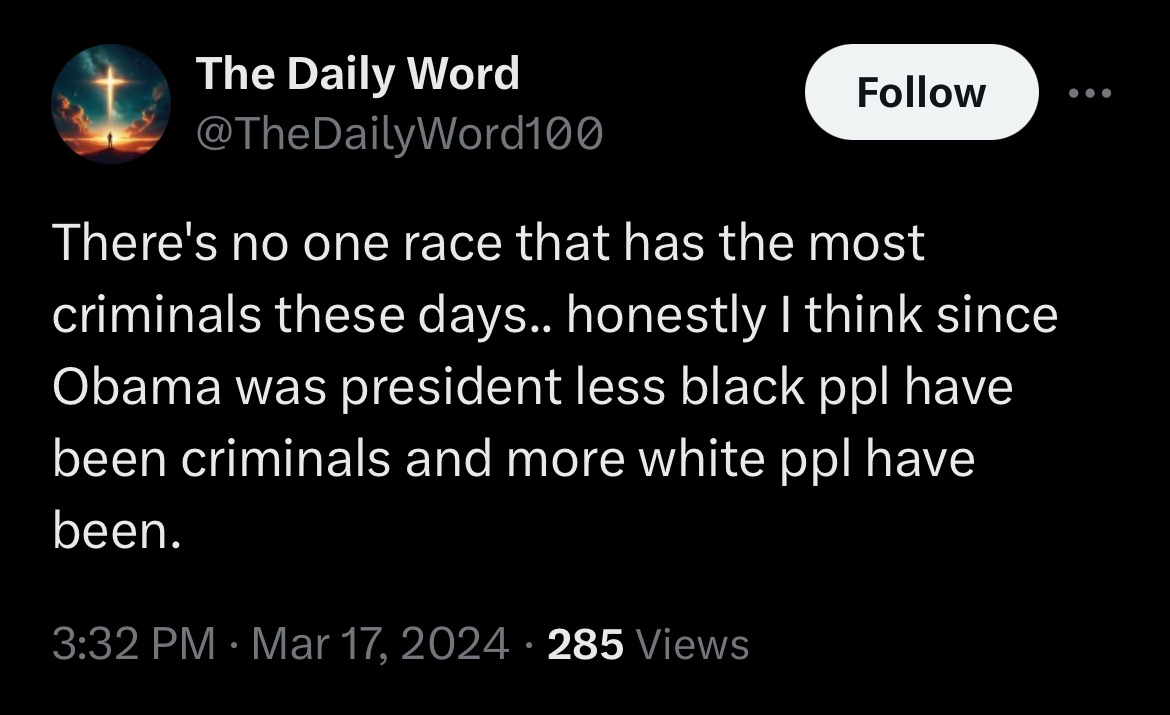 The Daily Word
@TheDailyWord100
Follow
There's no one race that has the most
criminals these days.. honestly I think since
Obama was president less black ppl have
been criminals and more white ppl have
been.
3:32 PM · Mar 17, 2024 · 285 Views